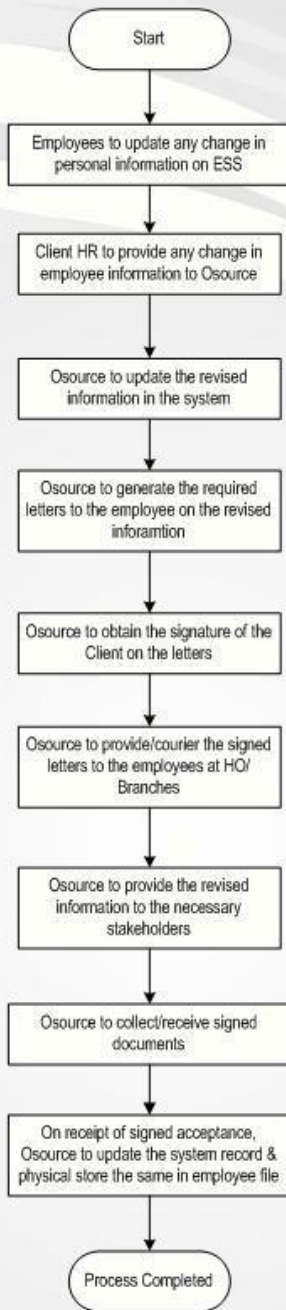 Start
Employees to update any change in
personal information on ESS
Client HR to provide any change in
employee information to Osource
Osource to update the revised
information in the system
Osource to generate the required
letters to the employee on the revised
inforamtion
Osource to obtain the signature of the
Client on the letters
Osource to provide/courier the signed
letters to the employees at HO/
Branches
Osource to provide the revised
information to the necessary
stakeholders
Osource to collect/receive signed
documents
On receipt of signed acceptance,
Osource to update the system record &
physical store the same in employee file
Process Completed